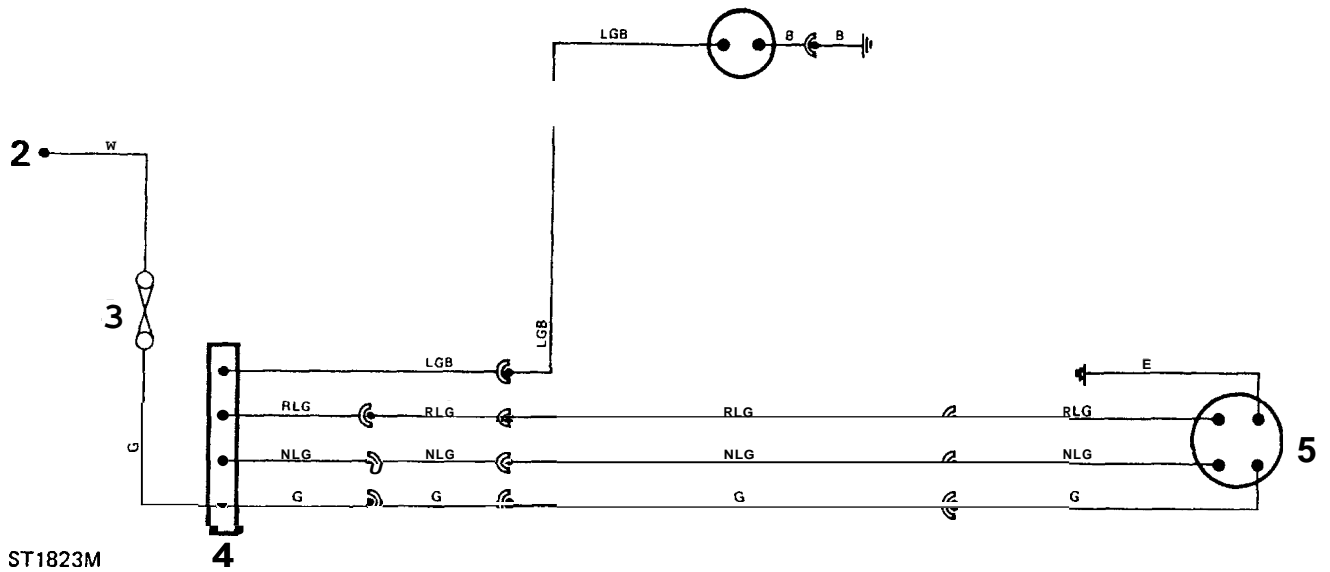 LGB
B B
2 W
3
LGB
G
LGB
E
RLG RLG RLG RLG
5
NLG NLG NLG NLG
G G G G
ST1823M
4